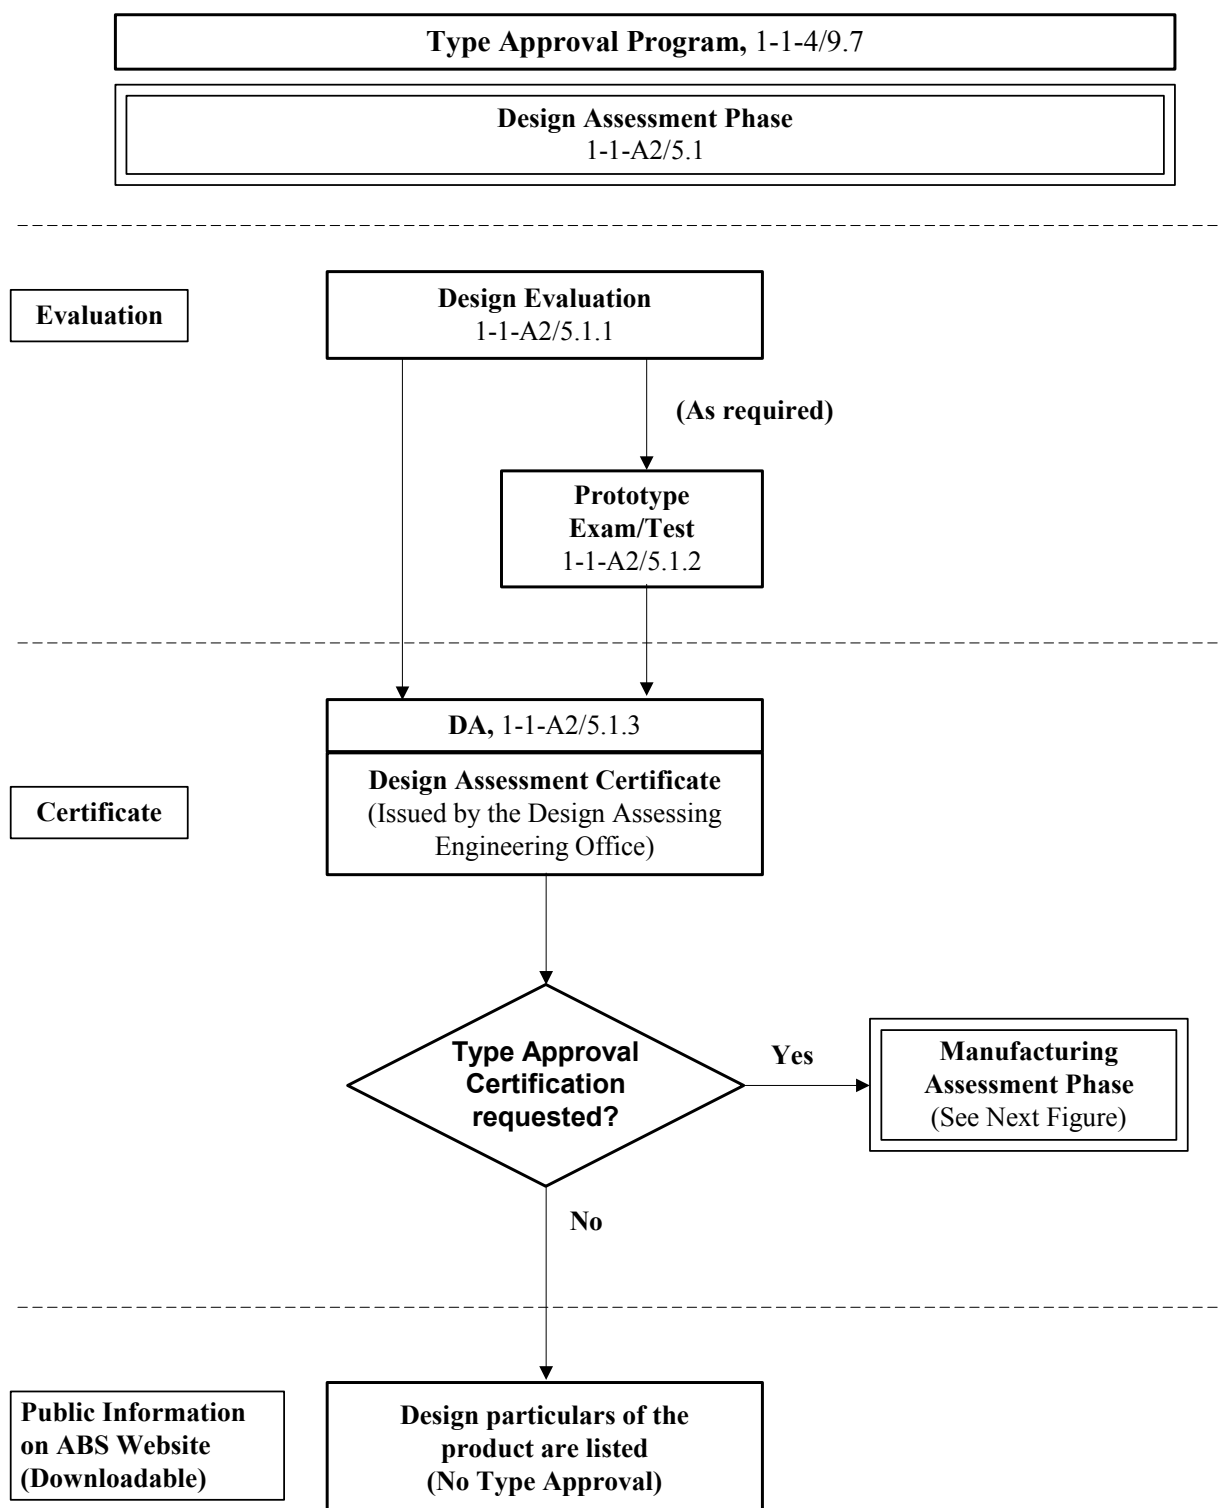 Type Approval Program, 1-1-4/9.7
Design Assessment Phase
1-1-A2/5.1
Evaluation
Design Evaluation
1-1-A2/5.1.1
(As required)
Prototype
Exam/Test
1-1-A2/5.1.2
DA, 1-1-A2/5.1.3
Certificate
Design Assessment Certificate
(Issued by the Design Assessing
Engineering Office)
Type Approval
Certification
requested?
Yes
Manufacturing
Assessment Phase
(See Next Figure)
No
Public Information
on ABS Website
(Downloadable)
Design particulars of the
product are listed
(No Type Approval)